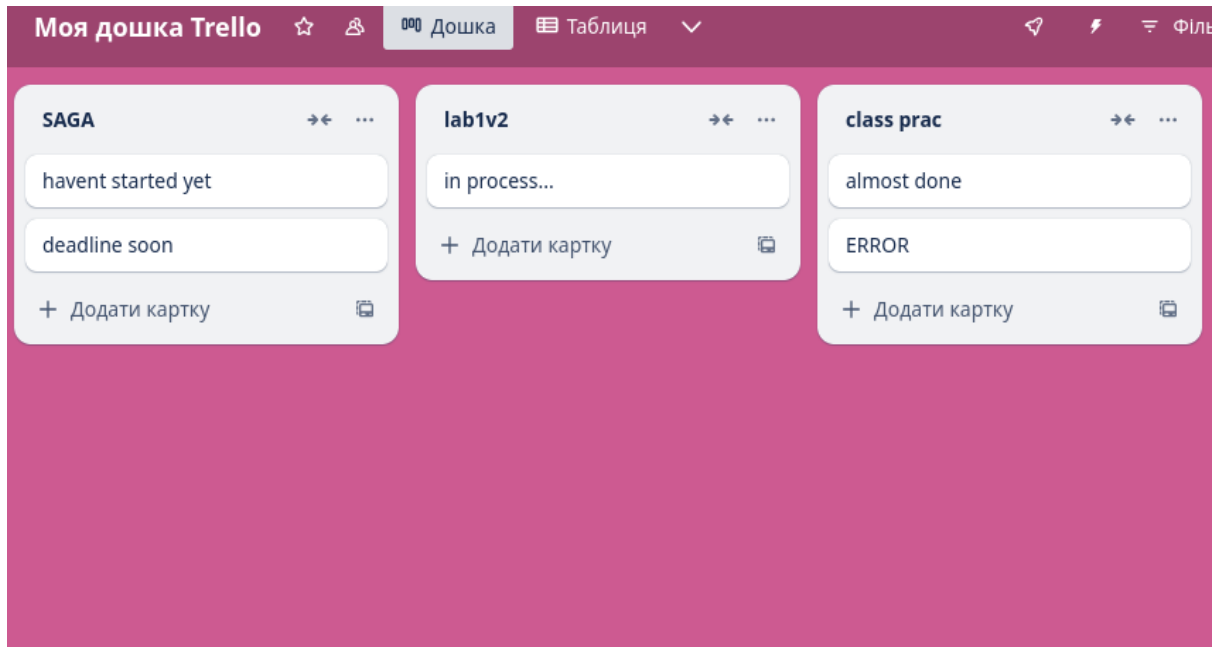 Моя дошка Trello Дошка Таблиця Філь
SAGA
havent started yet
deadline soon
+ Додати картку
lab1v2
in process...
+ Додати картку
class prac
almost done
ERROR
+ Додати картку